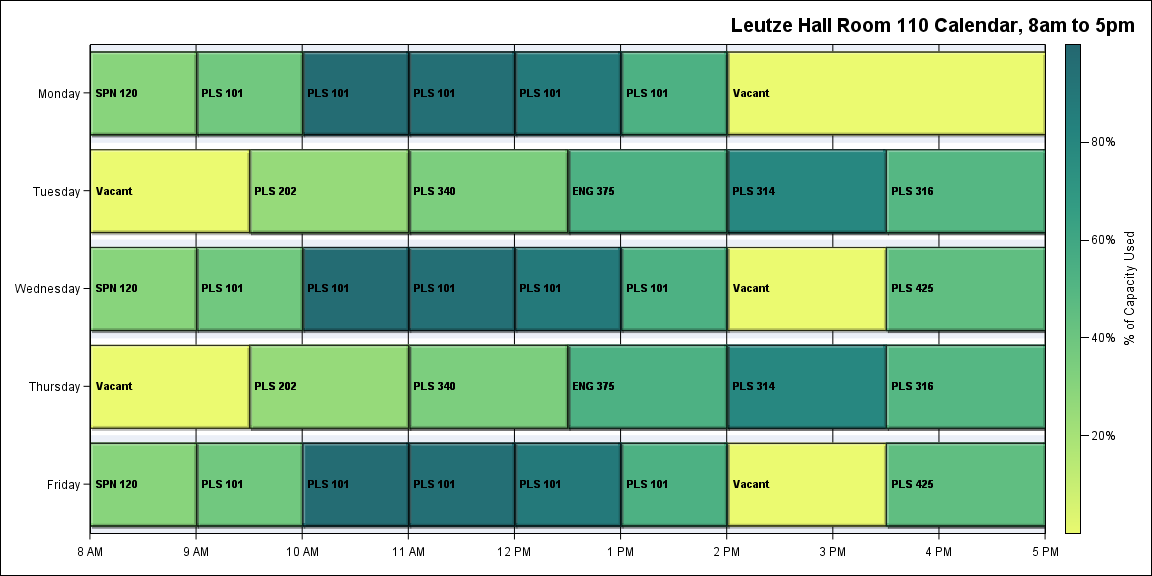 Leutze Hall Room 110 Calendar, 8am to 5pm
Monday
SPN 120 PLS 101 PLS 101 PLS 101 PLS 101 PLS 101 Vacant
Tuesday
Vacant PLS 202 PLS 340 ENG 375 PLS 314 PLS 316
Wednesday
SPN 120 PLS 101 PLS 101 PLS 101 PLS 101 PLS 101 Vacant PLS 425
Thursday
Vacant PLS 202 PLS 340 ENG 375 PLS 314 PLS 316
Friday
SPN 120 PLS 101 PLS 101 PLS 101 PLS 101 PLS 101 Vacant PLS 425
8 AM 9 AM 10 AM 11 AM 12 PM 1 PM 2 PM 3 PM 4 PM 5 PM
80%
60%
40%
20%
% of Capacity Used